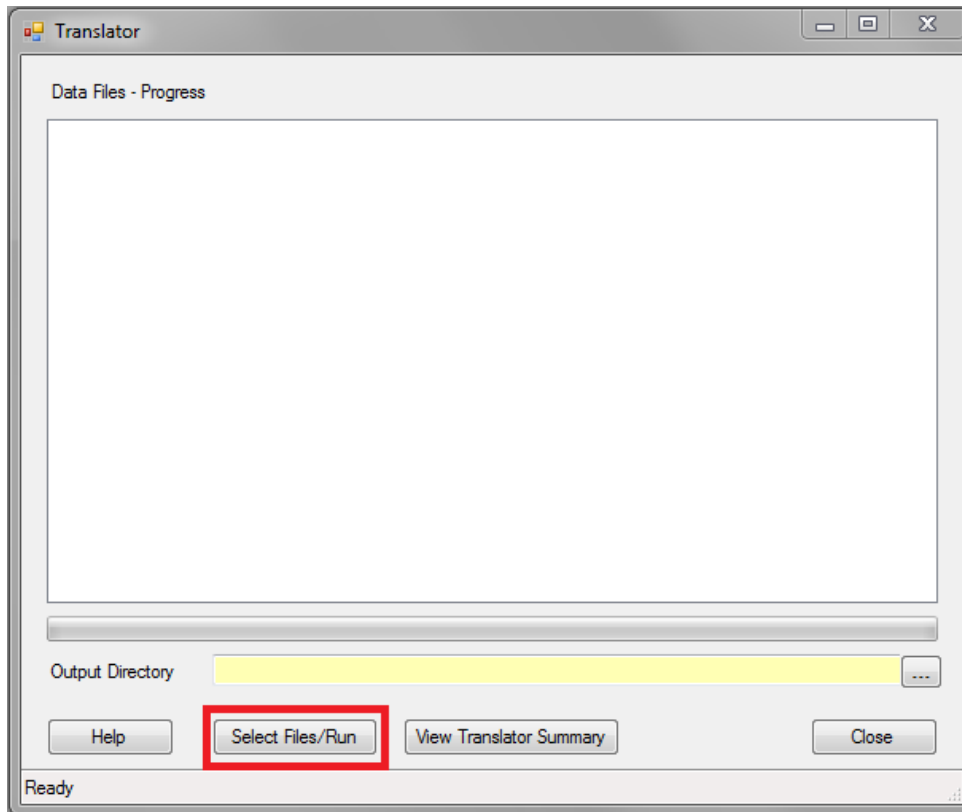 Translator
Data Files - Progress
Output Directory
...
Help
Select Files/Run
View Translator Summary
Close
Ready